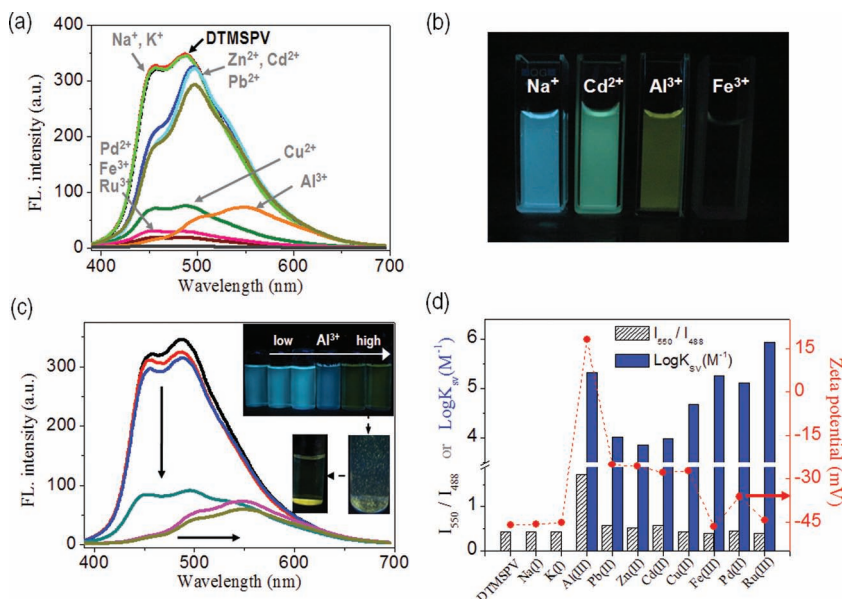 (a)
400
350
300
250
200
150
100
50
0
FL. intensity (a.u.)
Na⁺, K⁺
DTMSPV
Zn²⁺, Cd²⁺
Pb²⁺
Pd²⁺
Fe³⁺
Ru³⁺
Cu²⁺
Al³⁺
400 500 600 700
Wavelength (nm)
(b)
Na⁺ Cd²⁺ Al³⁺ Fe³⁺
(c)
300
200
100
0
FL. intensity (a.u.)
low Al³⁺ high
400 500 600 700
Wavelength (nm)
(d)
I₅₅₀ / I₄₈₈
LogK_SV(M⁻¹)
6
5
4
1
0
I₅₅₀ / I₄₈₈ or LogK_SV(M⁻¹)
15
0
-15
-30
-45
Zeta potential (mV)
DTMSPV Na(I) K(I) Al(III) Pb(II) Zn(II) Cd(II) Cu(II) Fe(III) Pd(II) Ru(III)